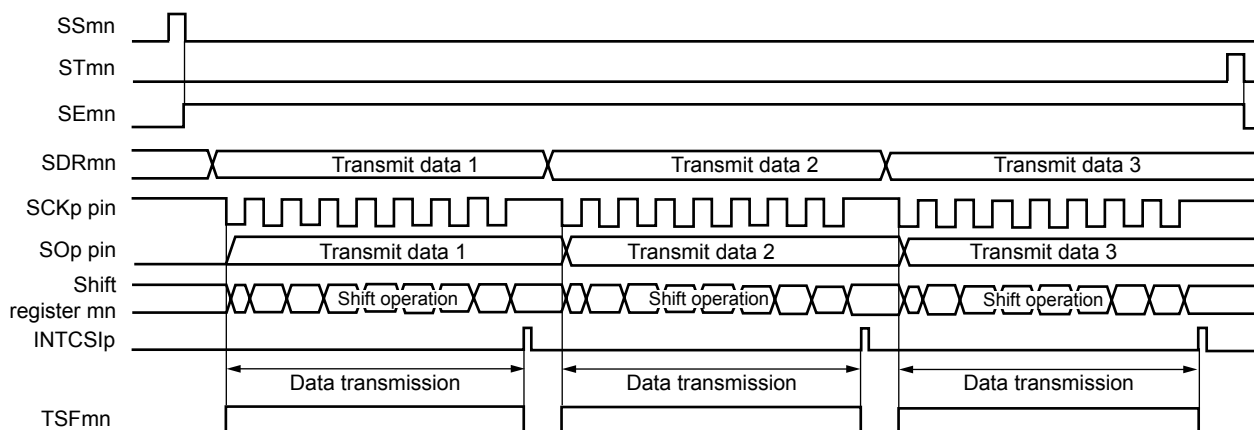 SSmn
STmn
SEmn
SDRmn Transmit data 1 Transmit data 2 Transmit data 3
SCKp pin
SOp pin Transmit data 1 Transmit data 2 Transmit data 3
Shift
register mn Shift operation Shift operation Shift operation
INTCSIp
Data transmission Data transmission Data transmission
TSFmn